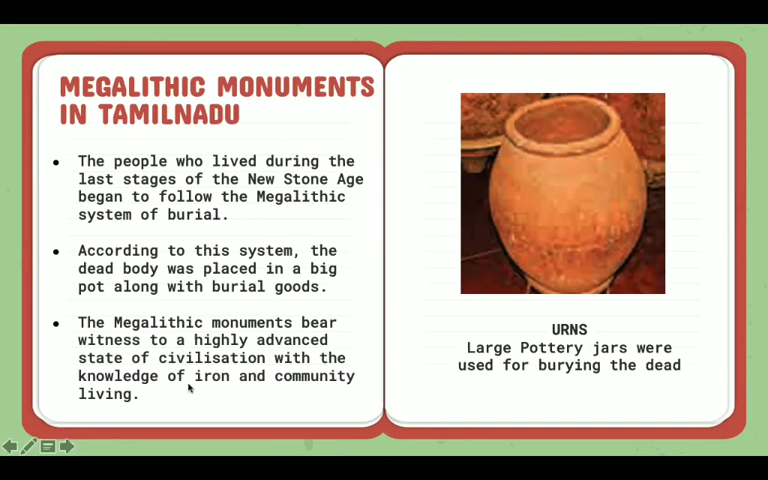 MEGALITHIC MONUMENTS
IN TAMILNADU
• The people who lived during the
last stages of the New Stone Age
began to follow the Megalithic
system of burial.
• According to this system, the
dead body was placed in a big
pot along with burial goods.
• The Megalithic monuments bear
witness to a highly advanced
state of civilisation with the
knowledge of iron and community
living.
URNS
Large Pottery jars were
used for burying the dead